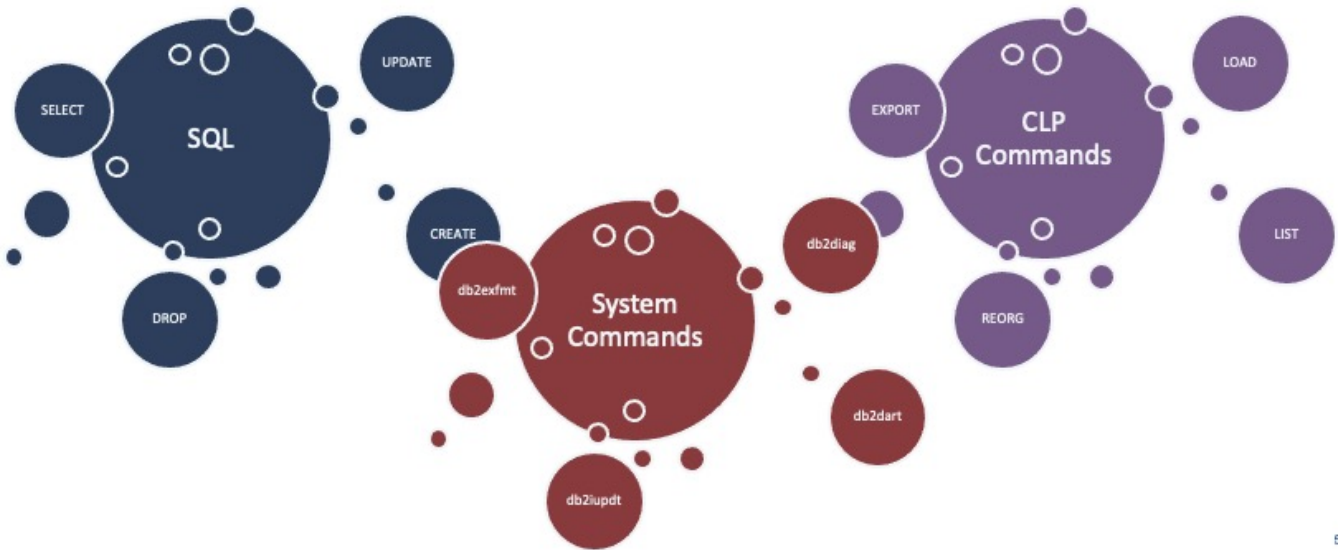 SELECT
SQL
UPDATE
CREATE
DROP
db2exfmt
System
Commands
db2diag
db2dart
db2iupdt
EXPORT
CLP
Commands
LOAD
LIST
REORG